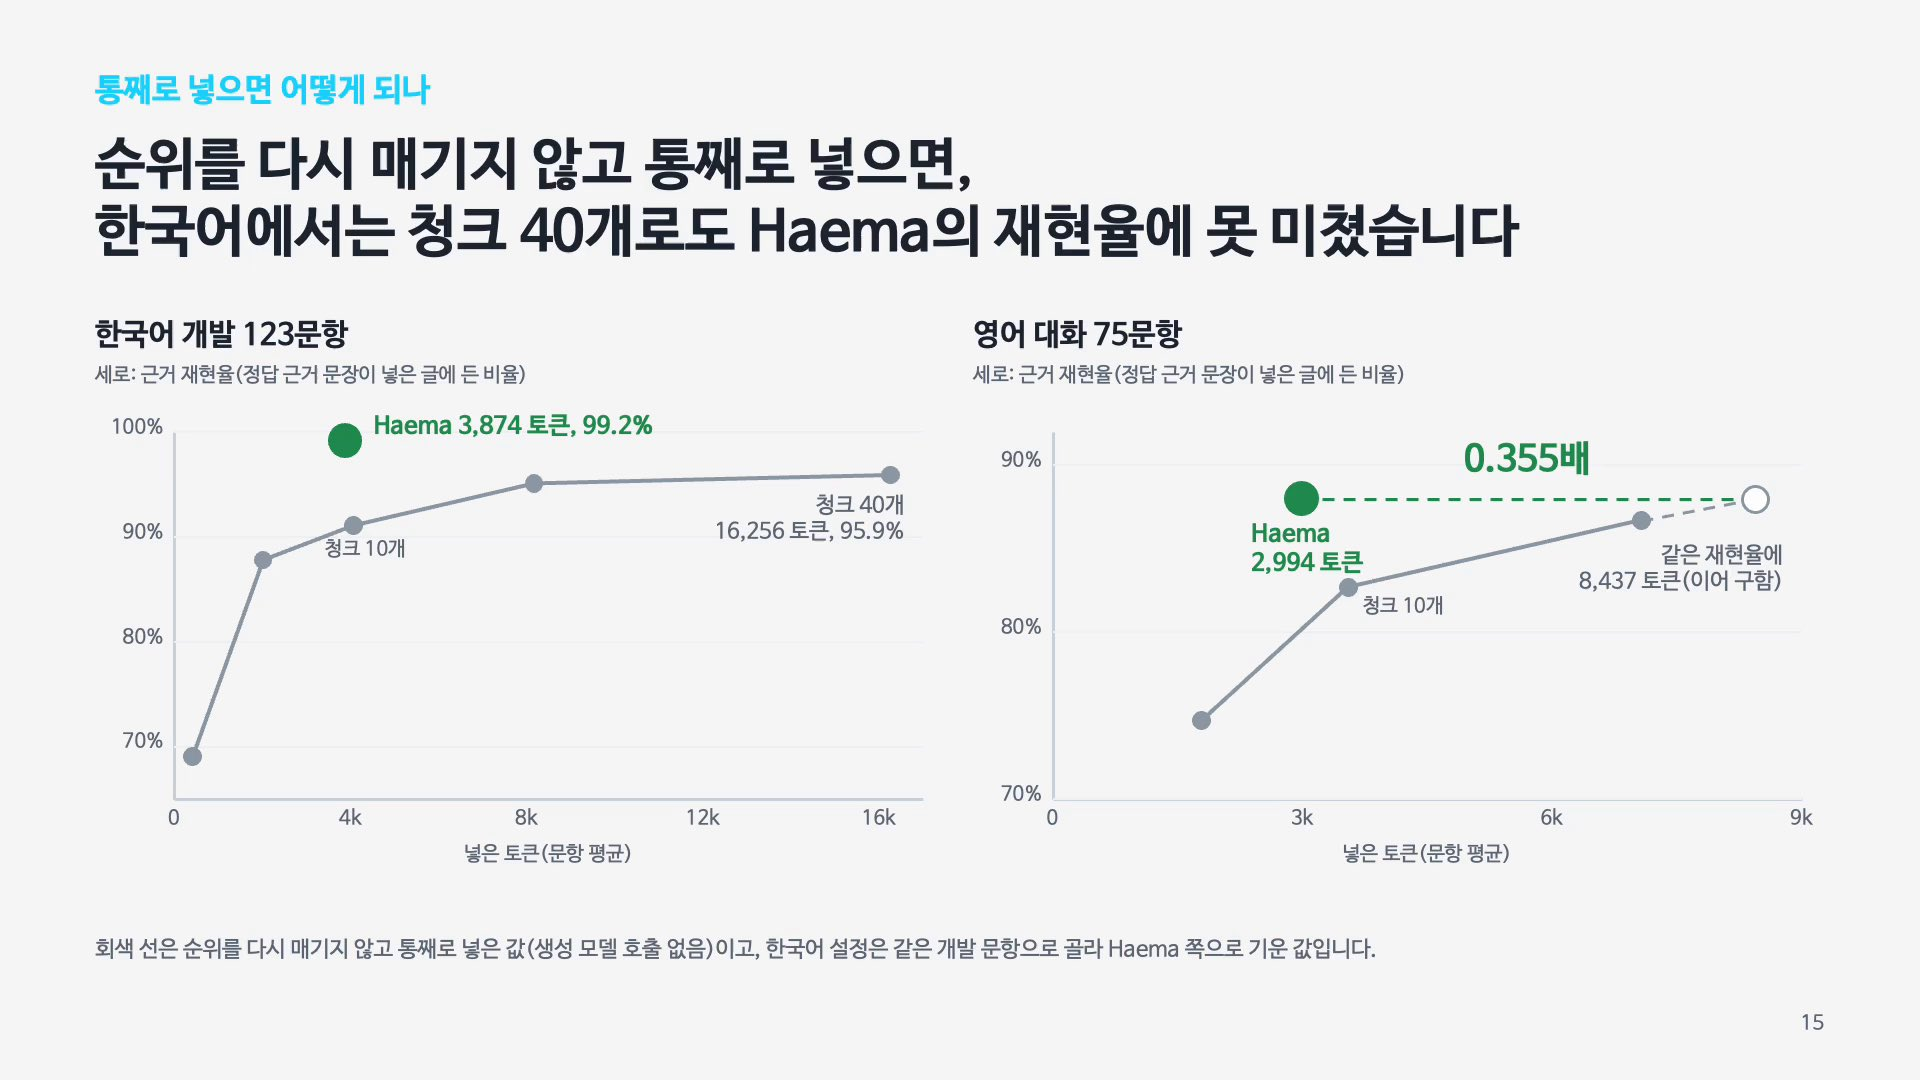 통째로 넣으면 어떻게 되나
순위를 다시 매기지 않고 통째로 넣으면,
한국어에서는 청크 40개로도 Haema의 재현율에 못 미쳤습니다
한국어 개발 123문항
세로: 근거 재현율(정답 근거 문장이 넣은 글에 든 비율)
100%
90%
80%
70%
Haema 3,874 토큰, 99.2%
청크 10개
청크 40개
16,256 토큰, 95.9%
0
4k
8k
12k
16k
넣은 토큰(문항 평균)
영어 대화 75문항
세로: 근거 재현율(정답 근거 문장이 넣은 글에 든 비율)
90%
80%
70%
0.355배
Haema
2,994 토큰
청크 10개
같은 재현율에
8,437 토큰(이어 구함)
0
3k
6k
9k
넣은 토큰(문항 평균)
회색 선은 순위를 다시 매기지 않고 통째로 넣은 값(생성 모델 호출 없음)이고, 한국어 설정은 같은 개발 문항으로 골라 Haema 쪽으로 기운 값입니다.
15